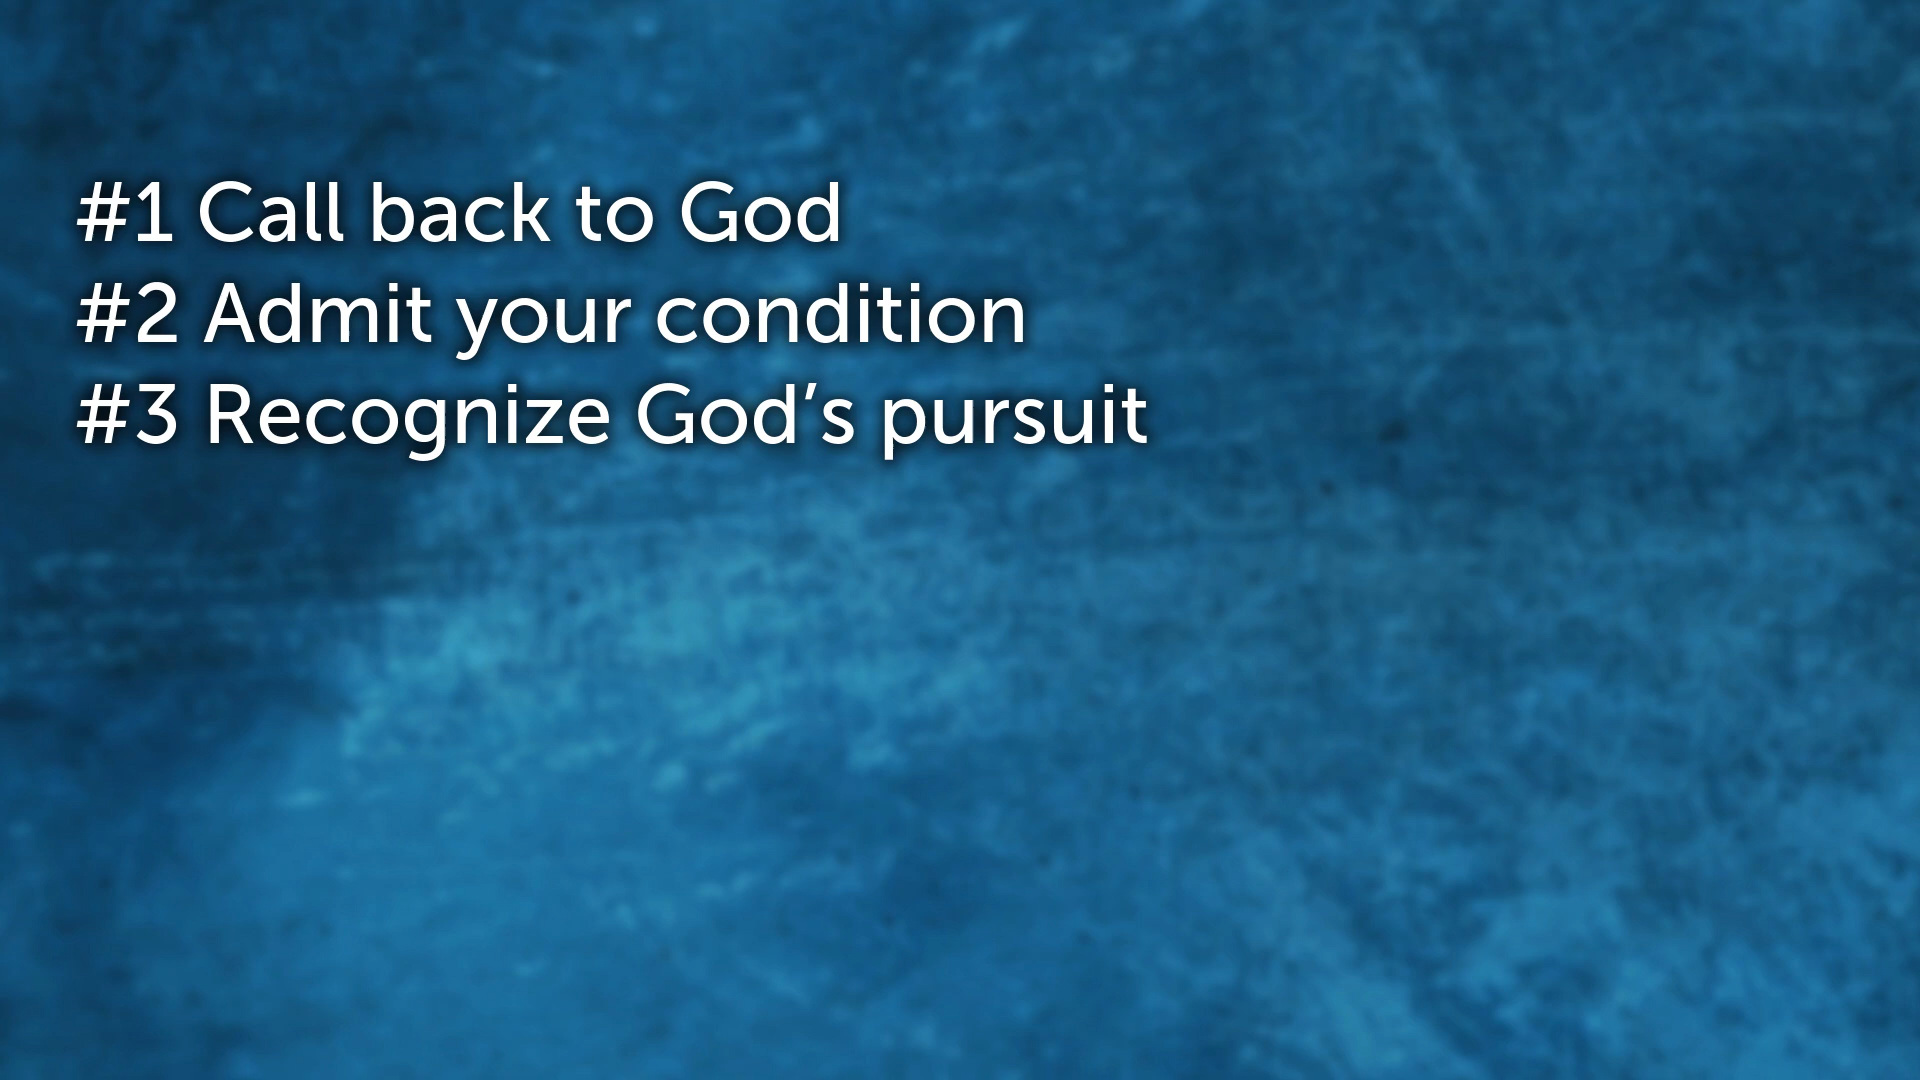 #1 Call back to God
#2 Admit your condition
#3 Recognize God’s pursuit